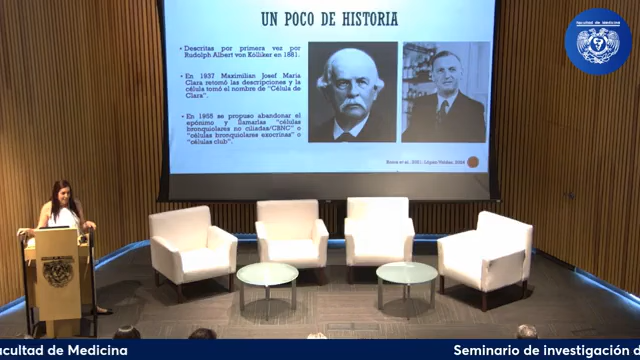 UN POCO DE HISTORIA
• Descritas por primera vez por
Rudolph Albert von Kölliker en 1881.
• En 1937 Maximilian Josef Maria
Clara retomó las descripciones y la
célula tomó el nombre de "Célula de
Clara".
• En 1955 se propuso abandonar el
epónimo y llamarlas "células
bronquiolares no ciliadas/CBNC" o
"células bronquiolares exocrinas" o
"células club".
facultad de Medicina
acultad de Medicina
Seminario de investigación d